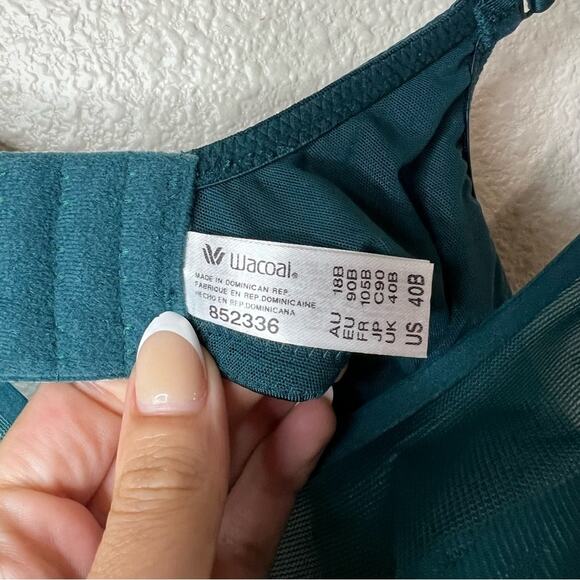 Wacoal®
MADE IN DOMINICAN REP.
FABRIQUE EN REP. DOMINICAINE
HECHO EN REP. DOMINICANA
852336
AU 18B
EU 90B
FR 105B
JP C90
UK 40B
US 40B